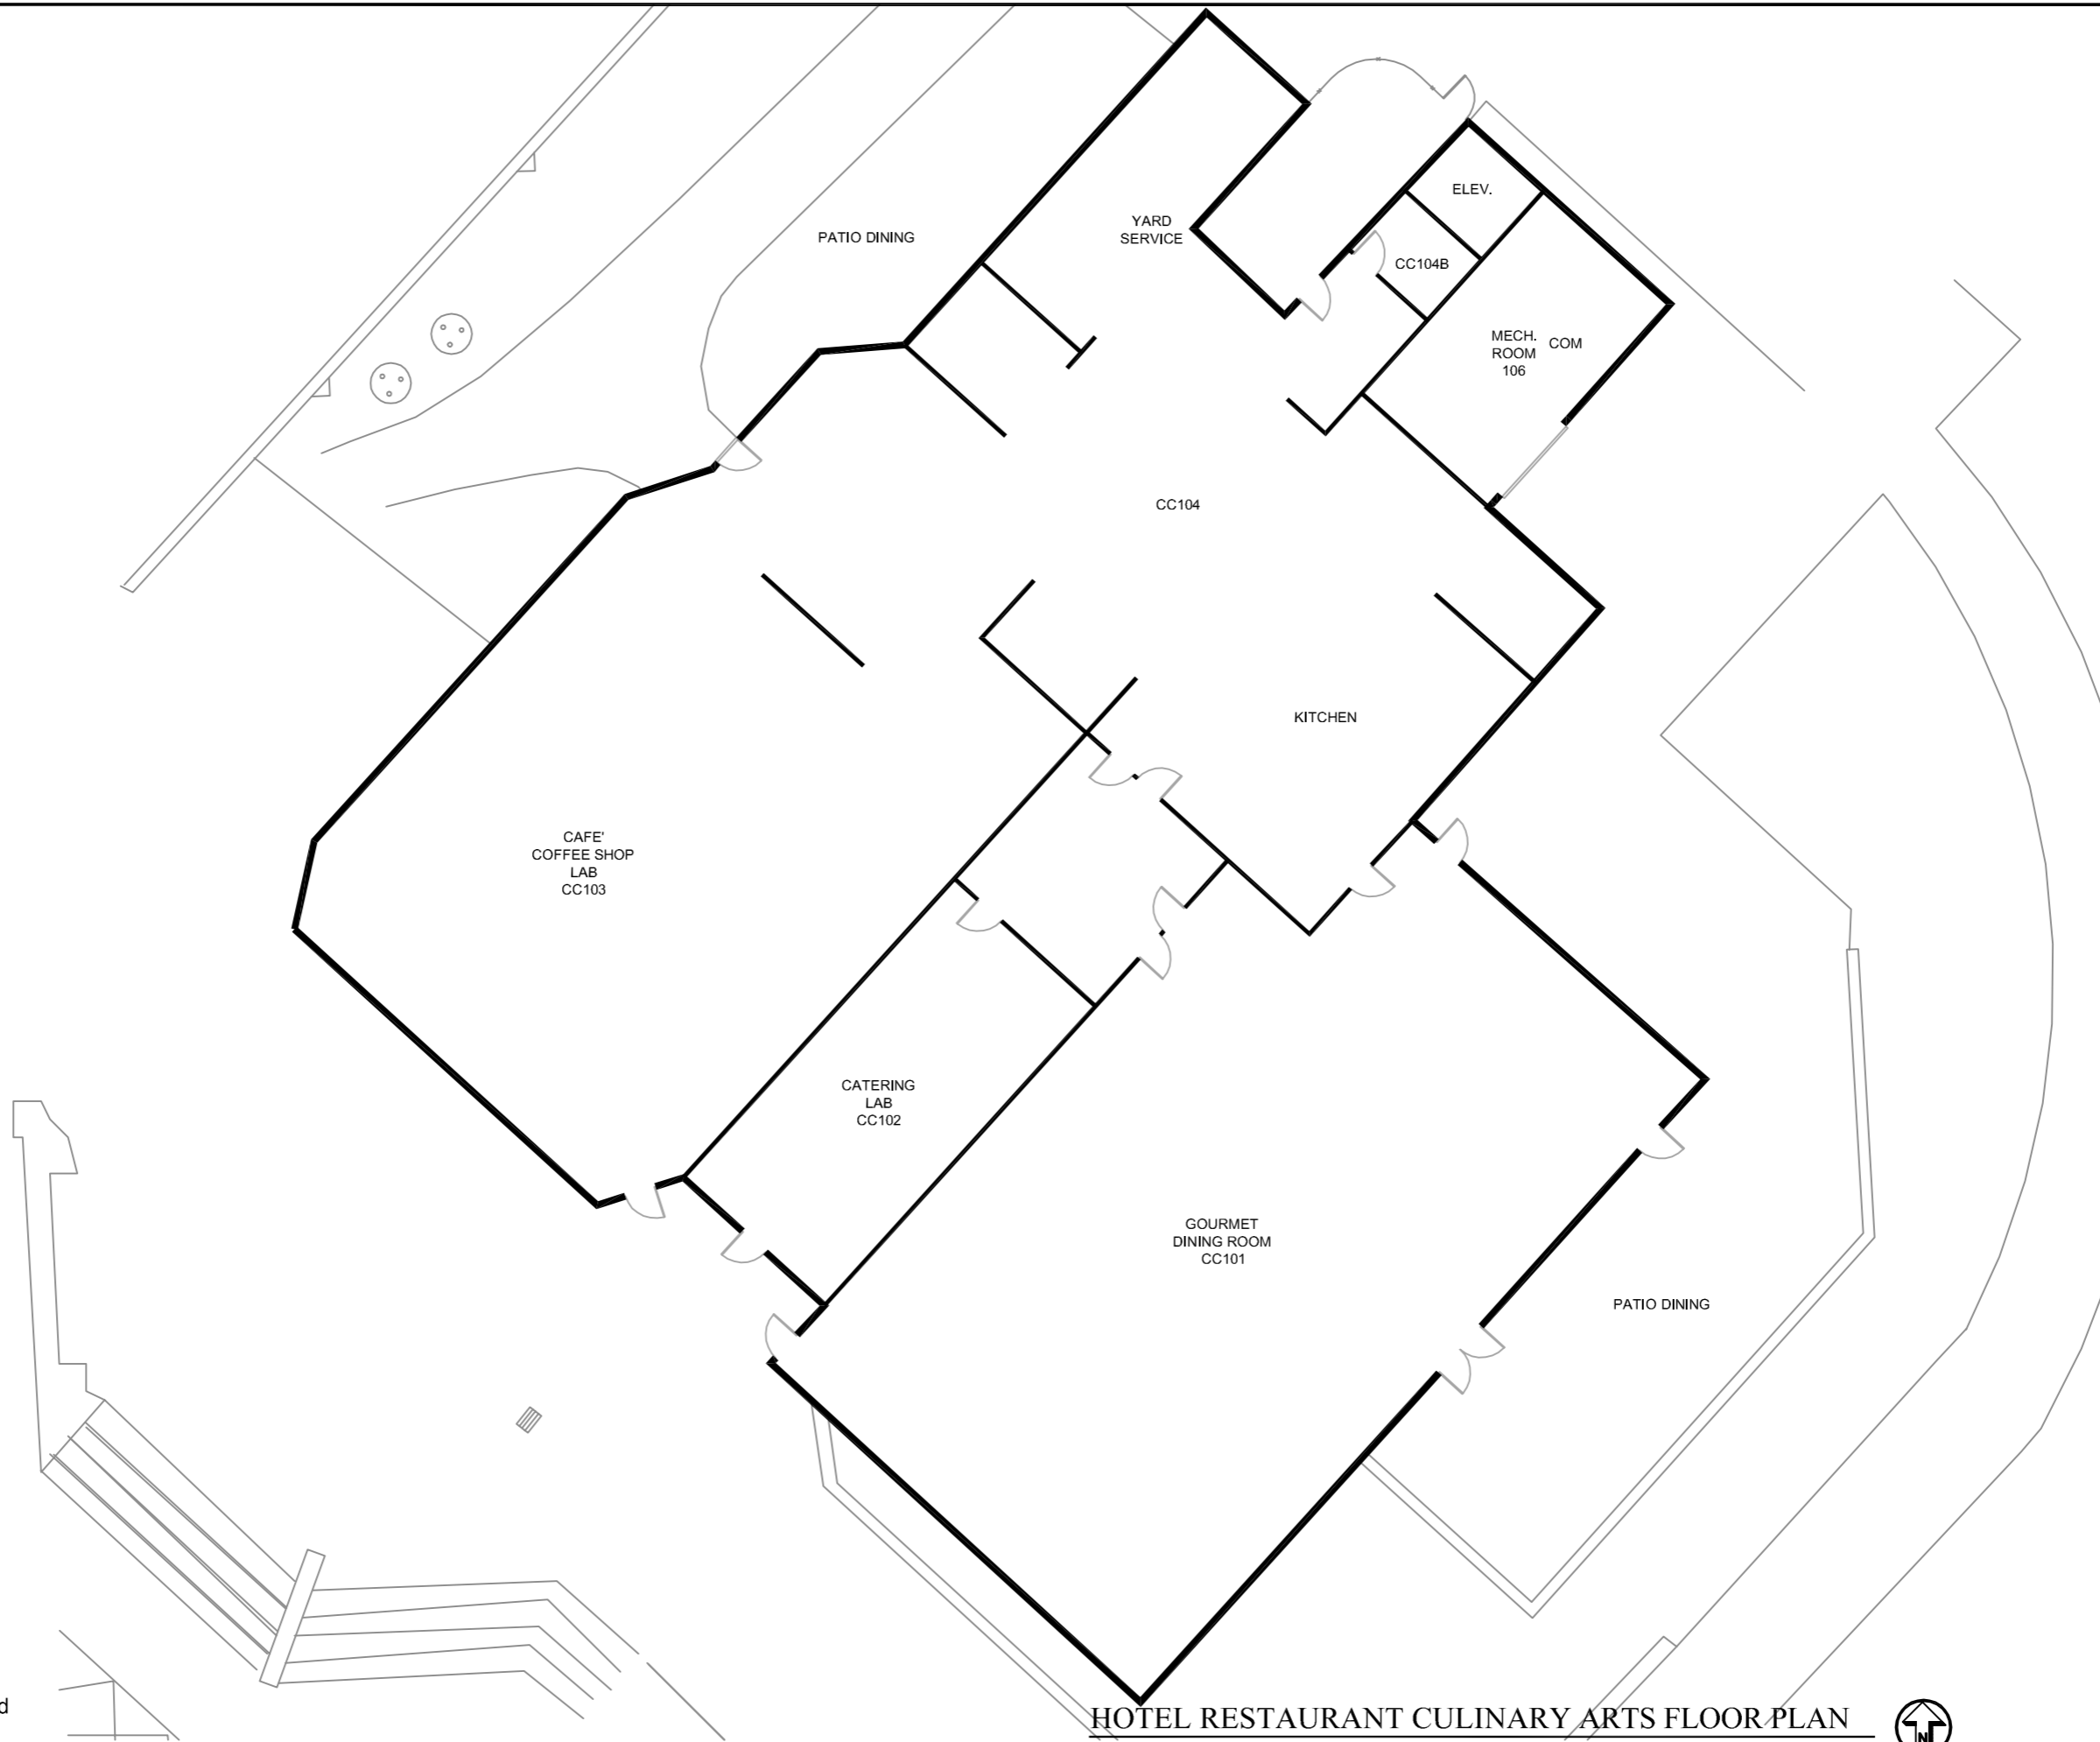 ELEV.
YARD
SERVICE
PATIO DINING
CC104B
MECH.
ROOM
106
COM
CC104
KITCHEN
CAFE'
COFFEE SHOP
LAB
CC103
CATERING
LAB
CC102
GOURMET
DINING ROOM
CC101
PATIO DINING
d
HOTEL RESTAURANT CULINARY ARTS FLOOR PLAN
N